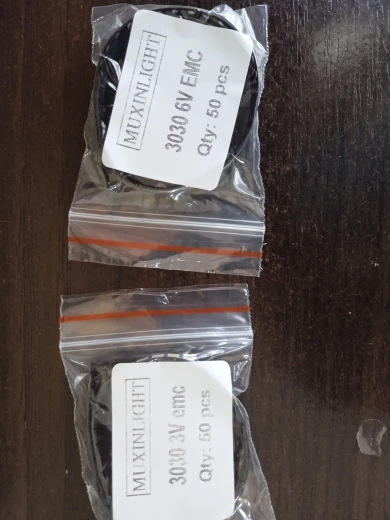 MUXINLIGHT
3030 6V EMC
Qty: 50 pcs
MUXINLIGHT
3030 3V emc
Qty: 50 pcs